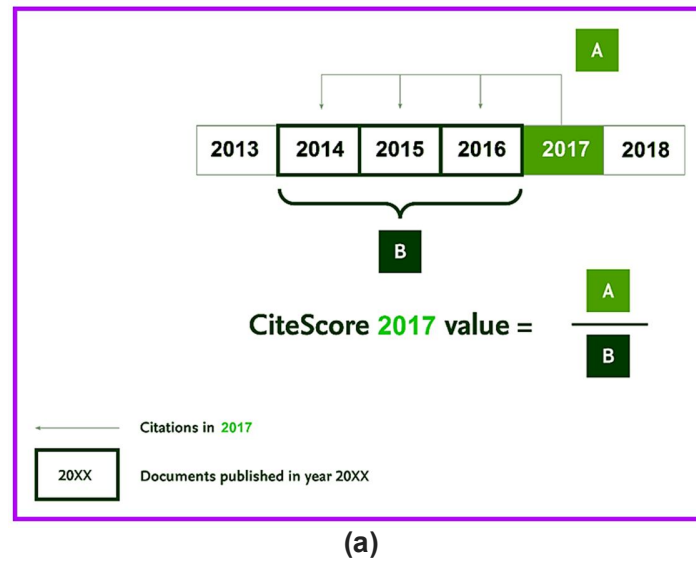 A
2013 2014 2015 2016 2017 2018
B
A
CiteScore 2017 value =
B
Citations in 2017
20XX Documents published in year 20XX
(a)